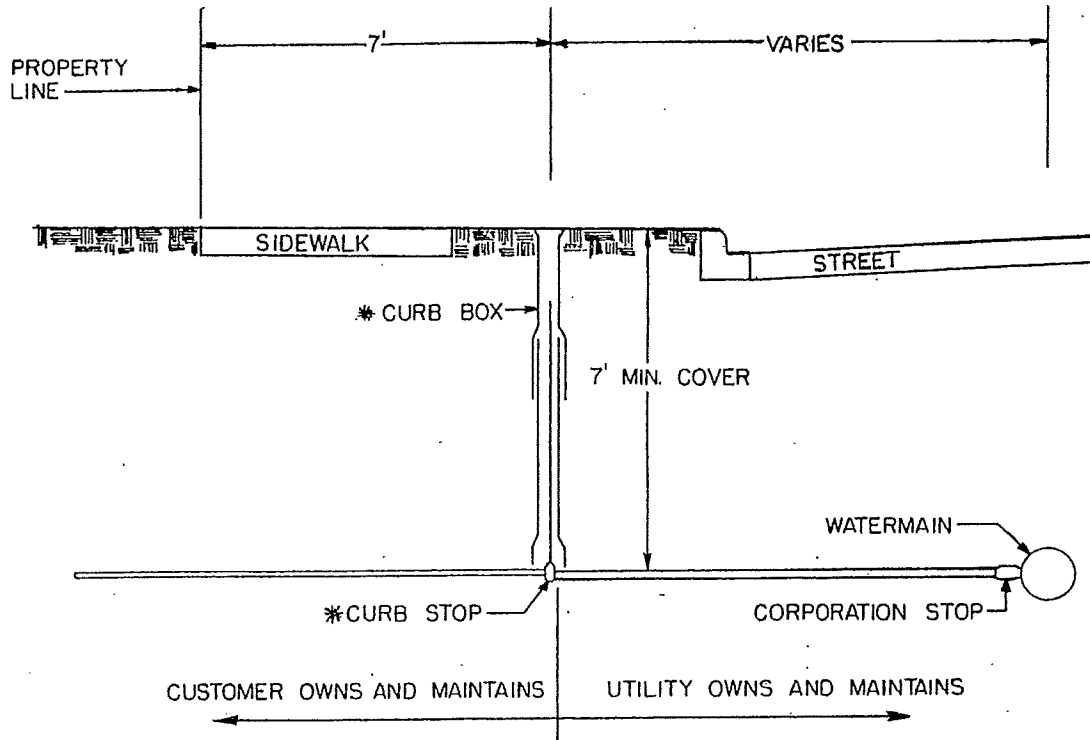 7'
VARIES
PROPERTY
LINE
SIDEWALK
STREET
* CURB BOX
7' MIN. COVER
WATERMAIN
* CURB STOP
CORPORATION STOP
CUSTOMER OWNS AND MAINTAINS
UTILITY OWNS AND MAINTAINS